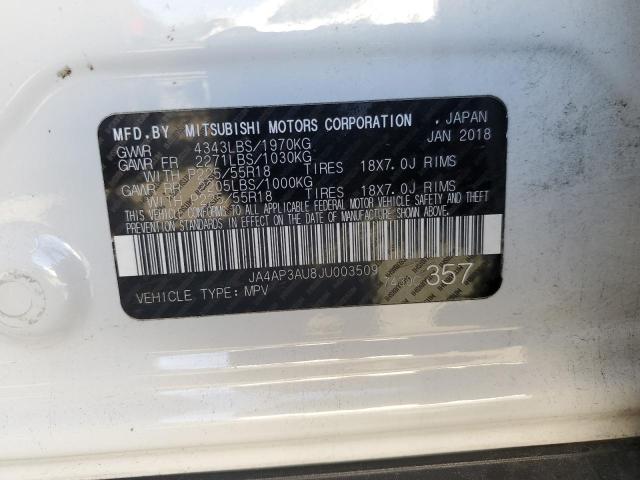 MFD.BY MITSUBISHI MOTORS CORPORATION , JAPAN
GVWR 4343LBS/1970KG JAN 2018
GAWR FR 2271LBS/1030KG
WITH P225/55R18 TIRES 18X7.0J RIMS
GAWR RR 2205LBS/1000KG
WITH P225/55R18 TIRES 18X7.0J RIMS
THIS VEHICLE CONFORMS TO ALL APPLICABLE FEDERAL MOTOR VEHICLE
SAFETY AND BUMPER STANDARDS IN EFFECT ON THE DATE OF
MANUFACTURE SHOWN ABOVE.
JA4AP3AU8JU003509
357
VEHICLE TYPE: MPV